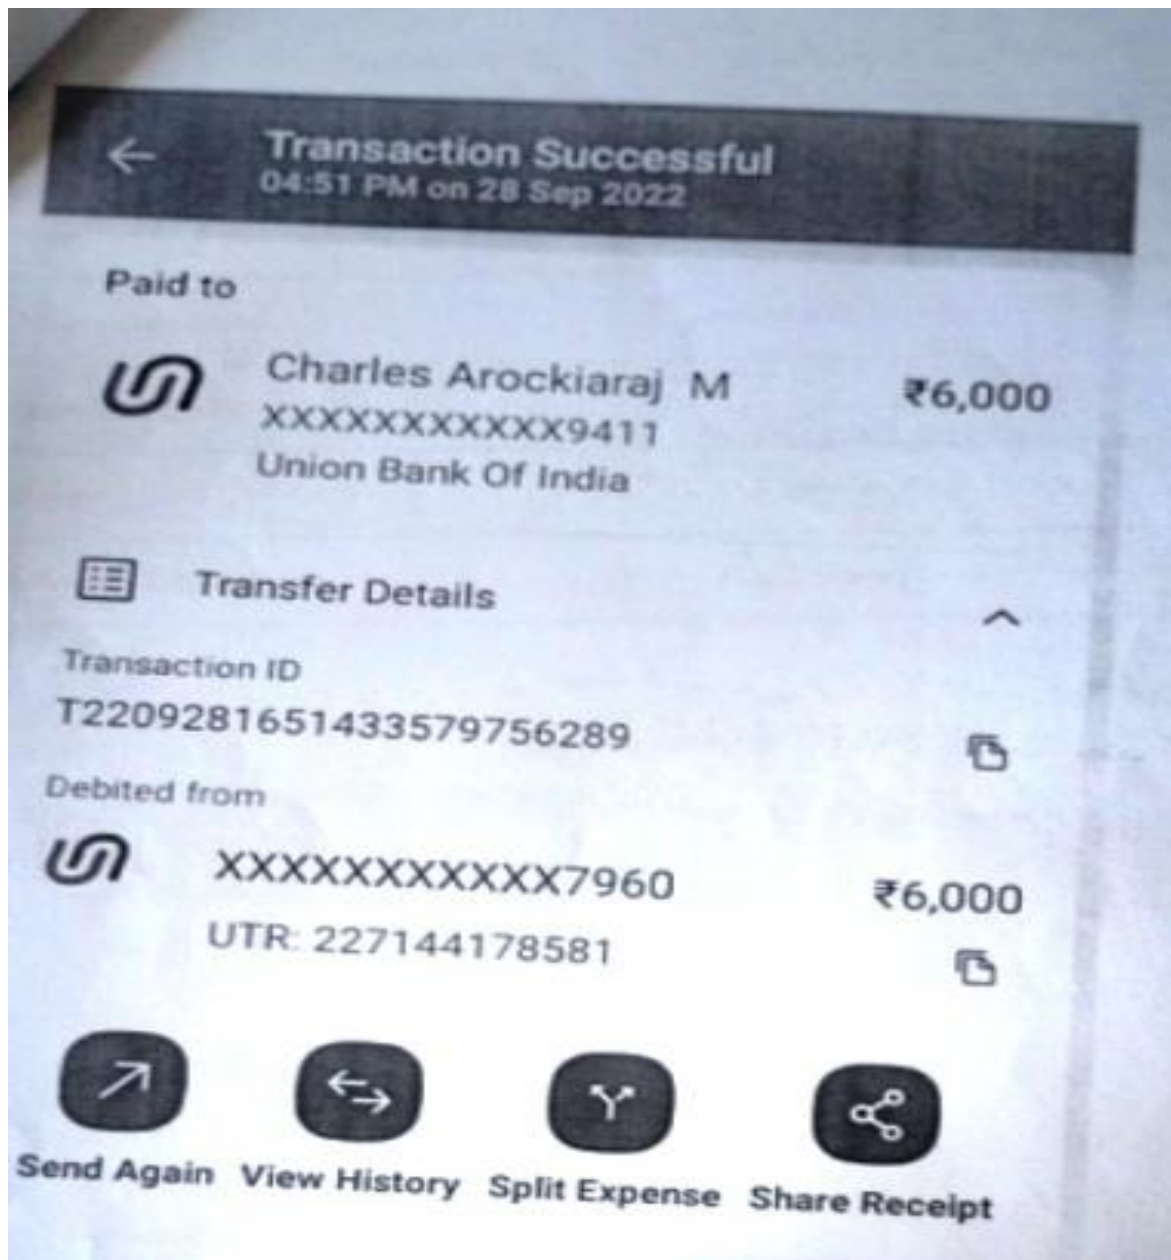 Transaction Successful
04:51 PM on 28 Sep 2022
Paid to
Charles Arockiaraj M
₹6,000
XXXXXXXXXXX9411
Union Bank Of India
Transfer Details
Transaction ID
T2209281651433579756289
Debited from
XXXXXXXXXXX7960
₹6,000
UTR: 227144178581
Send Again
View History
Split Expense
Share Receipt